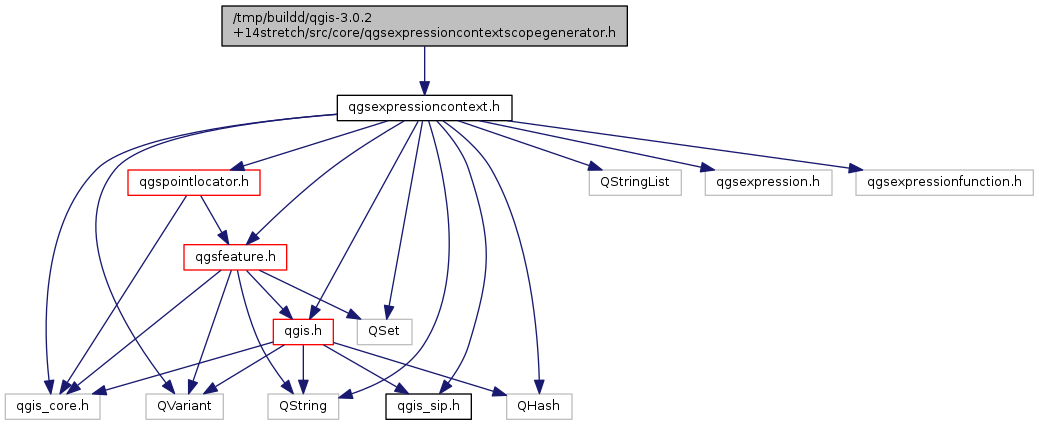 /tmp/buildd/qgis-3.0.2
+14stretch/src/core/qgsexpressioncontextscopegenerator.h
qgsexpressioncontext.h
qgspointlocator.h
QStringList
qgsexpression.h
qgsexpressionfunction.h
qgsfeature.h
qgis.h
QSet
qgis_core.h
QVariant
QString
qgis_sip.h
QHash